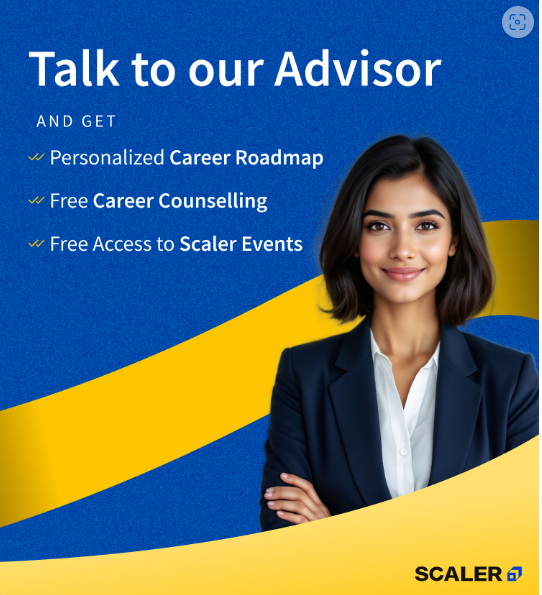 Talk to our Advisor
AND GET
Personalized Career Roadmap
Free Career Counselling
Free Access to Scaler Events
SCALER